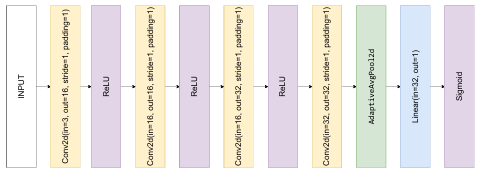 INPUT
Conv2d(in=3, out=16, stride=1, padding=1)
ReLU
Conv2d(in=16, out=16, stride=1, padding=1)
ReLU
Conv2d(in=16, out=32, stride=1, padding=1)
ReLU
Conv2d(in=32, out=32, stride=1, padding=1)
AdaptiveAvgPool2d
Linear(in=32, out=1)
Sigmoid